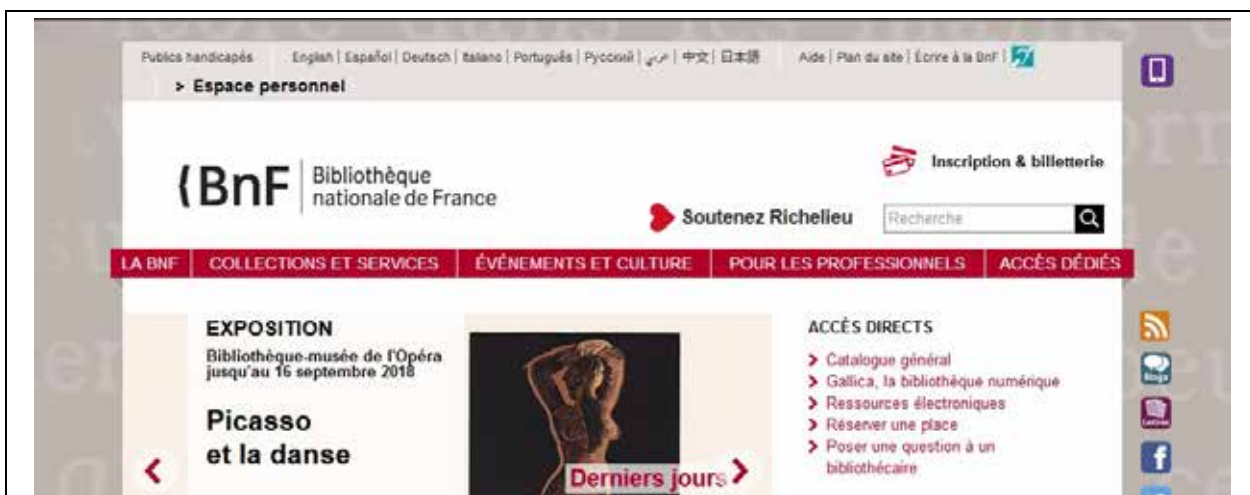 Publics handicapés English | Español | Deutsch | Italiano | Português | Русский | عربي | 中文 | 日本語 Aide | Plan du site | Écrire à la BnF |
> Espace personnel
Inscription & billetterie
(BnF Bibliothèque
nationale de France
Soutenez Richelieu Recherche
LA BNF COLLECTIONS ET SERVICES ÉVÉNEMENTS ET CULTURE POUR LES PROFESSIONNELS ACCÈS DÉDIÉS
EXPOSITION
Bibliothèque-musée de l'Opéra
jusqu'au 16 septembre 2018
Picasso
et la danse
Derniers jours
ACCÈS DIRECTS
Catalogue général
Gallica, la bibliothèque numérique
Ressources électroniques
Réserver une place
Poser une question à un
bibliothécaire
Blogs